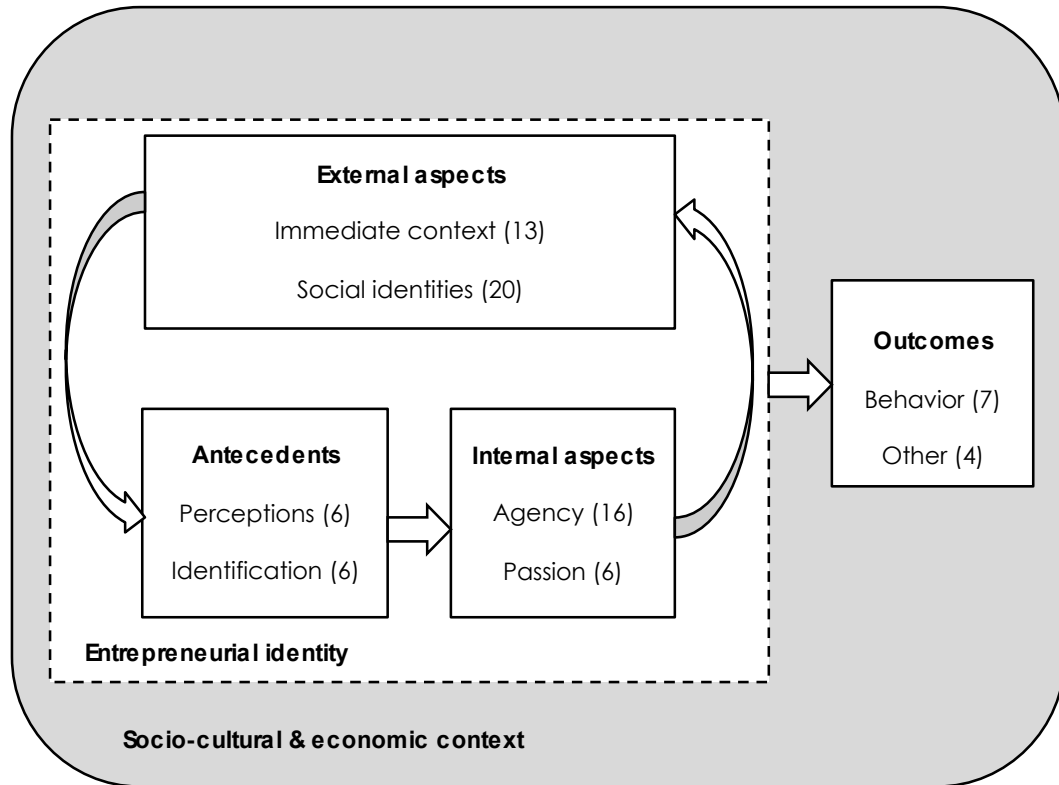 External aspects
Immediate context (13)
Social identities (20)
Outcomes
Behavior (7)
Other (4)
Antecedents
Perceptions (6)
Identification (6)
Internal aspects
Agency (16)
Passion (6)
Entrepreneurial identity
Socio-cultural & economic context